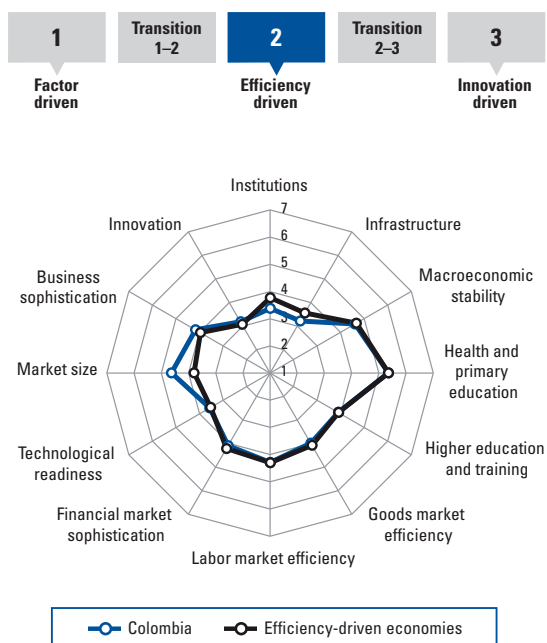 1
Transition
1–2
2
Transition
2–3
3
Factor
driven
Efficiency
driven
Innovation
driven
Institutions
7
6
5
4
3
2
1
Infrastructure
Macroeconomic
stability
Health and
primary
education
Higher education
and training
Goods market
efficiency
Labor market efficiency
Financial market
sophistication
Technological
readiness
Market size
Business
sophistication
Innovation
Colombia
Efficiency-driven economies